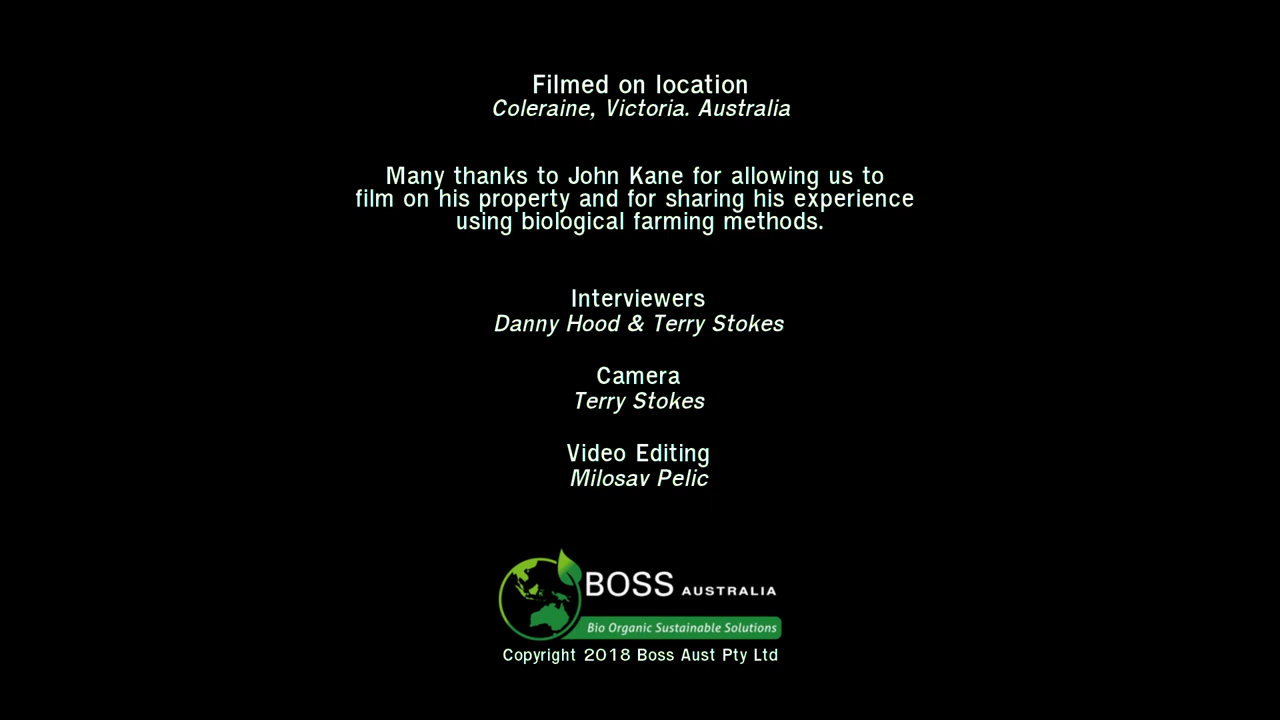 Filmed on location
Coleraine, Victoria. Australia
Many thanks to John Kane for allowing us to
film on his property and for sharing his experience
using biological farming methods.
Interviewers
Danny Hood & Terry Stokes
Camera
Terry Stokes
Video Editing
Milosav Pelic
BOSS AUSTRALIA
Bio Organic Sustainable Solutions
Copyright 2018 Boss Aust Pty Ltd